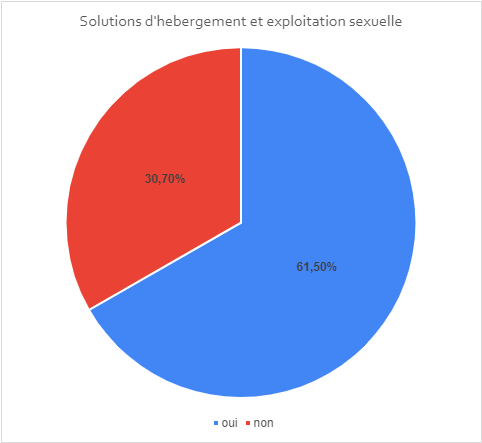 Solutions d'hebergement et exploitation sexuelle
30,70%
61,50%
oui non